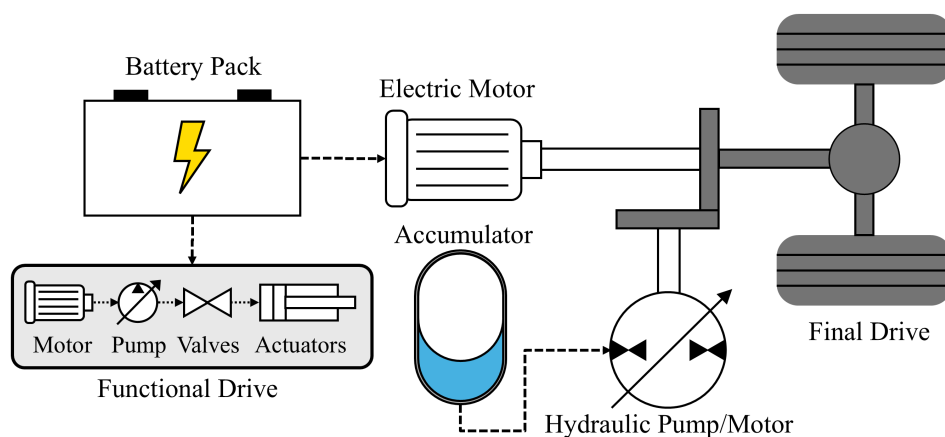 Battery Pack
Electric Motor
Accumulator
Motor Pump Valves Actuators
Functional Drive
Final Drive
Hydraulic Pump/Motor